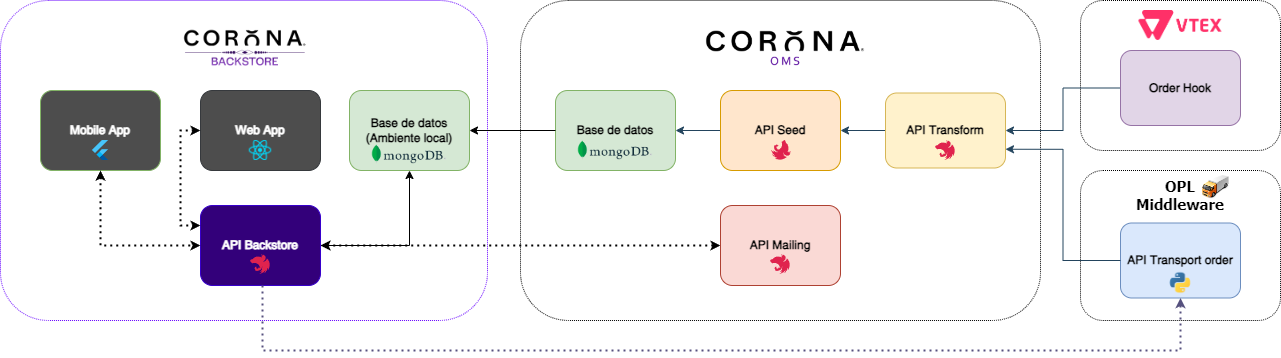 CORONA.
BACKSTORE
Mobile App
Web App
Base de datos
(Ambiente local)
mongoDB
API Backstore
CORONA.
OMS
Base de datos
mongoDB
API Seed
API Transform
API Mailing
VTEX
Order Hook
OPL
Middleware
API Transport order